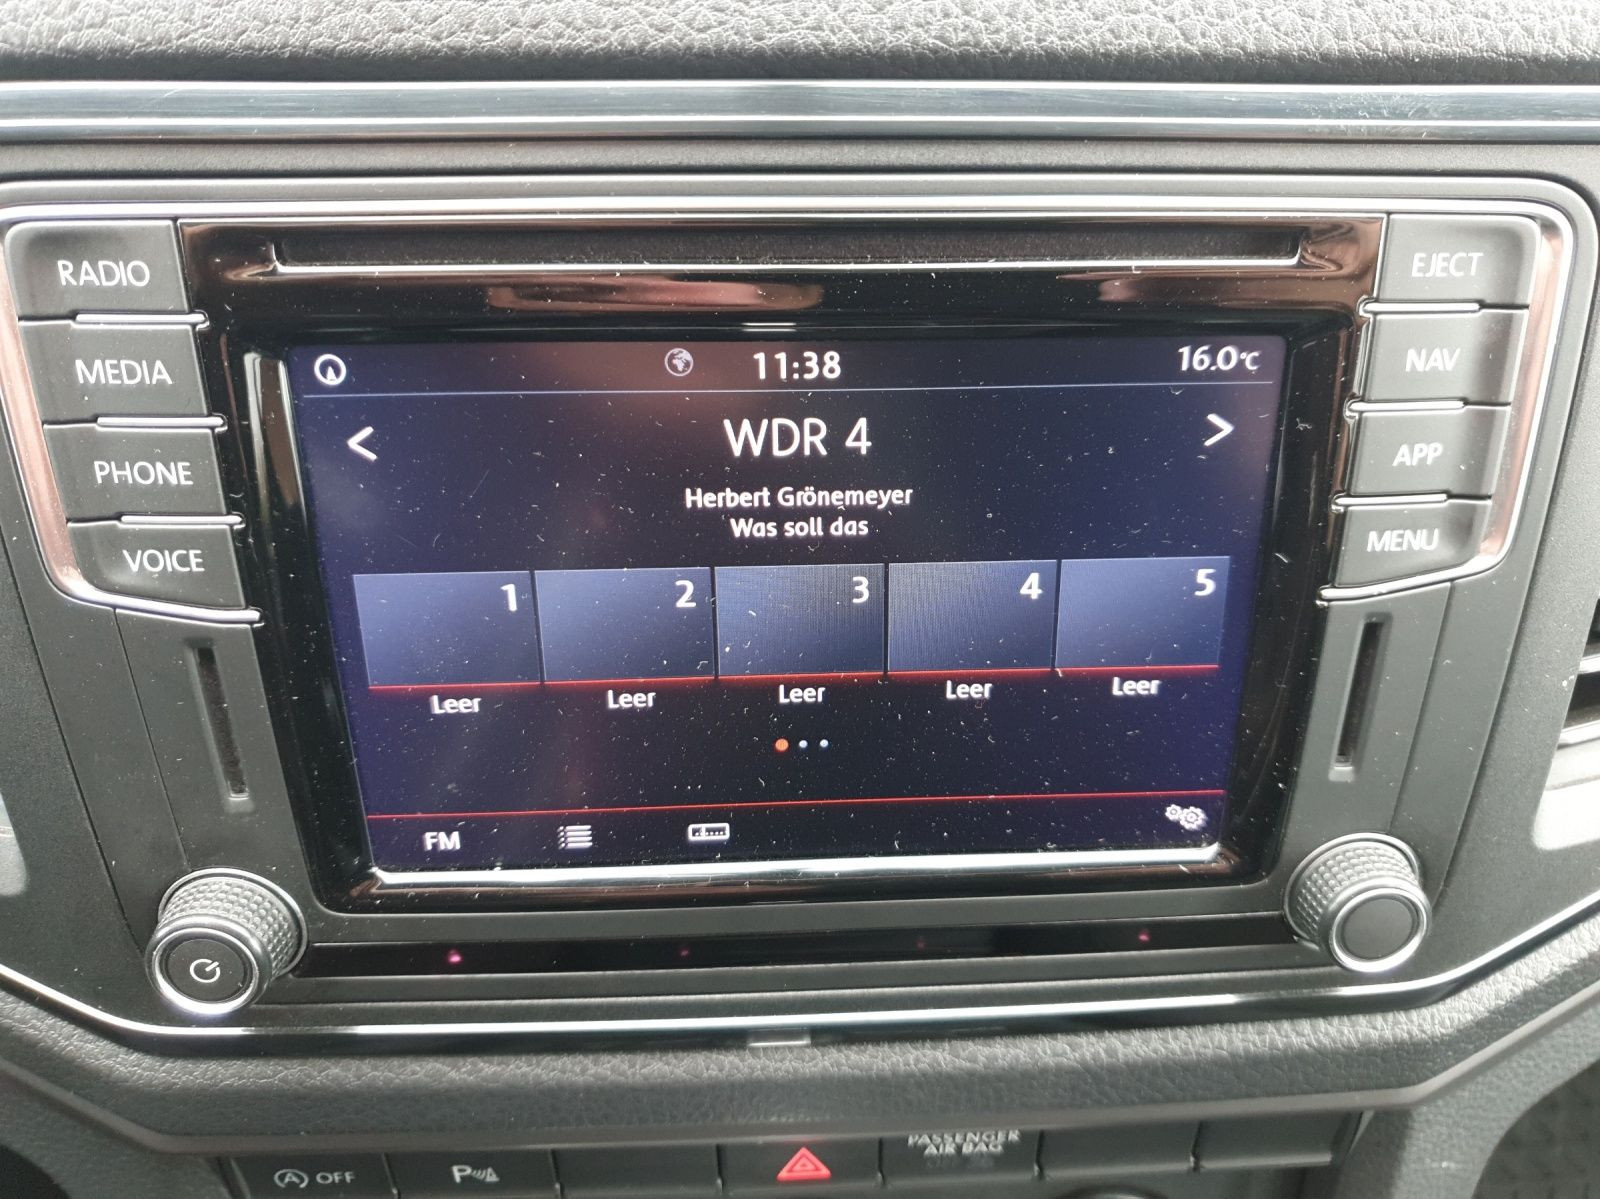 RADIO
MEDIA
PHONE
VOICE
EJECT
NAV
APP
MENU
11:38
16.0°C
< WDR 4 >
Herbert Grönemeyer
Was soll das
1 2 3 4 5
Leer Leer Leer Leer Leer
FM
A OFF
P
PASSENGER
AIR BAG